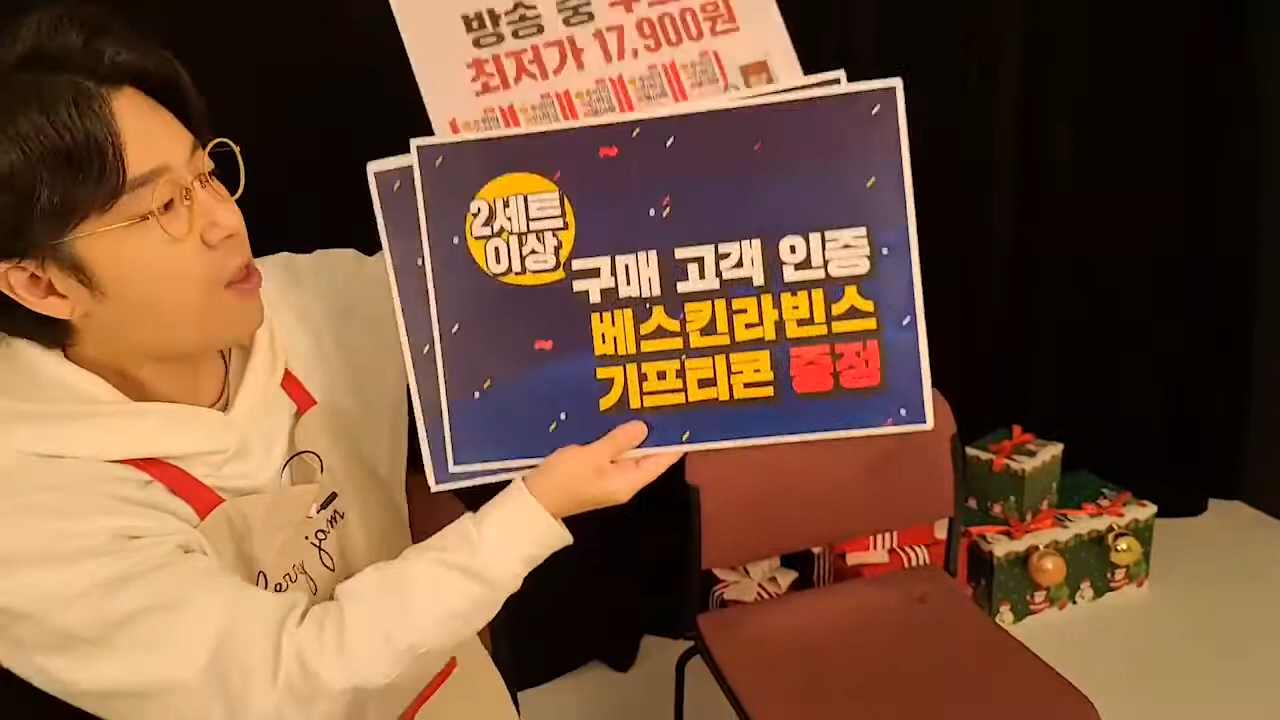 방송 중
최저가 17,900원
2세트
이상
구매 고객 인증
베스킨라빈스
기프티콘 증정
jam